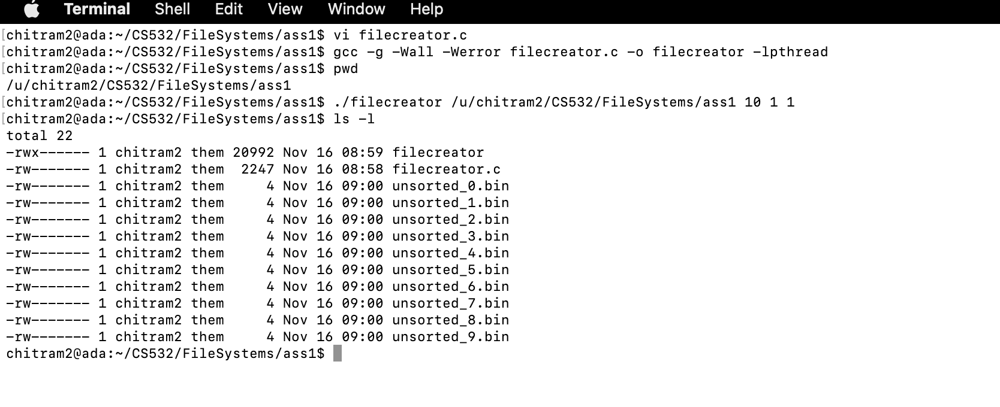 Terminal Shell Edit View Window Help
[chitram2@ada:~/CS532/FileSystems/ass1$ vi filecreator.c
[chitram2@ada:~/CS532/FileSystems/ass1$ gcc -g -Wall -Werror filecreator.c -o filecreator -lpthread
[chitram2@ada:~/CS532/FileSystems/ass1$ pwd
/u/chitram2/CS532/FileSystems/ass1
[chitram2@ada:~/CS532/FileSystems/ass1$ ./filecreator /u/chitram2/CS532/FileSystems/ass1 10 1 1
[chitram2@ada:~/CS532/FileSystems/ass1$ ls -l
total 22
-rwx------ 1 chitram2 them 20992 Nov 16 08:59 filecreator
-rw------- 1 chitram2 them  2247 Nov 16 08:58 filecreator.c
-rw------- 1 chitram2 them     4 Nov 16 09:00 unsorted_0.bin
-rw------- 1 chitram2 them     4 Nov 16 09:00 unsorted_1.bin
-rw------- 1 chitram2 them     4 Nov 16 09:00 unsorted_2.bin
-rw------- 1 chitram2 them     4 Nov 16 09:00 unsorted_3.bin
-rw------- 1 chitram2 them     4 Nov 16 09:00 unsorted_4.bin
-rw------- 1 chitram2 them     4 Nov 16 09:00 unsorted_5.bin
-rw------- 1 chitram2 them     4 Nov 16 09:00 unsorted_6.bin
-rw------- 1 chitram2 them     4 Nov 16 09:00 unsorted_7.bin
-rw------- 1 chitram2 them     4 Nov 16 09:00 unsorted_8.bin
-rw------- 1 chitram2 them     4 Nov 16 09:00 unsorted_9.bin
chitram2@ada:~/CS532/FileSystems/ass1$